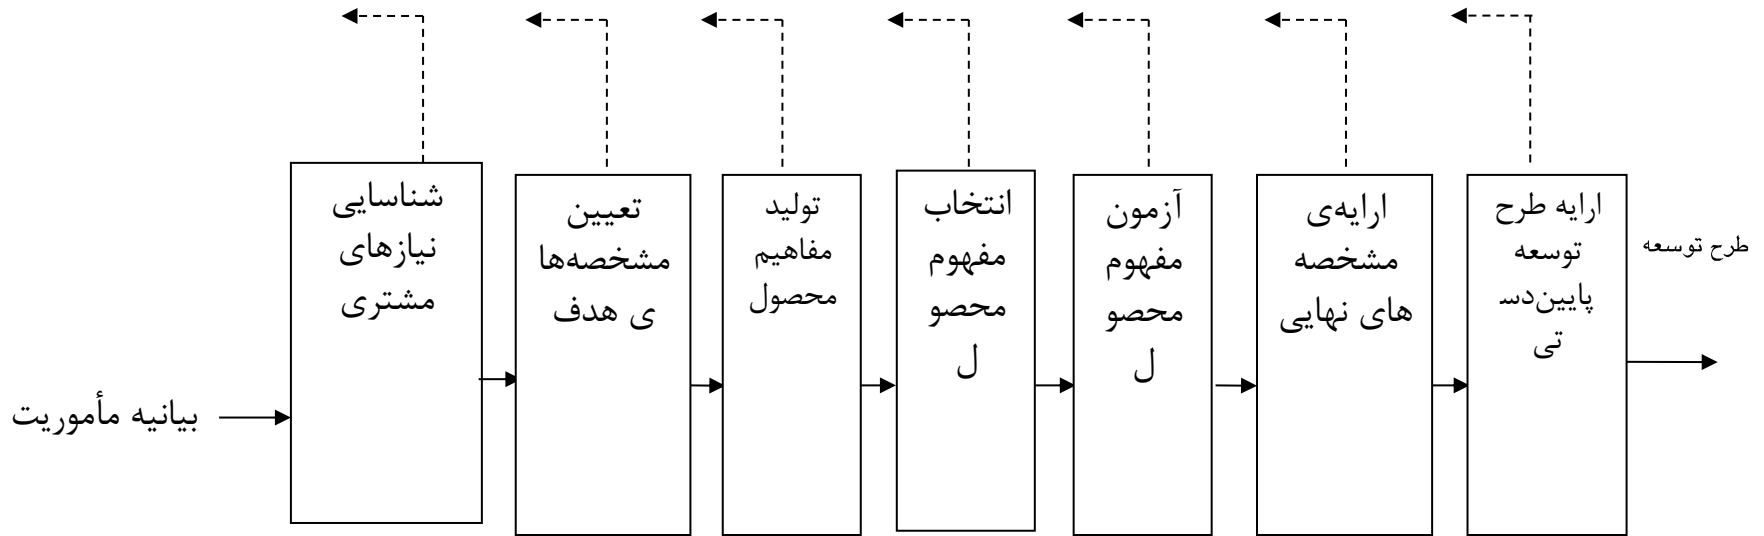 بیانیه مأموریت
شناسایی
نیازهای
مشتری
تعیین
مشخصه‌ها
ی هدف
تولید
مفاهیم
محصول
انتخاب
مفهوم
محصو
ل
آزمون
مفهوم
محصو
ل
ارایه‌ی
مشخصه
های نهایی
ارایه طرح
توسعه
پایین‌دس
تی
طرح توسعه